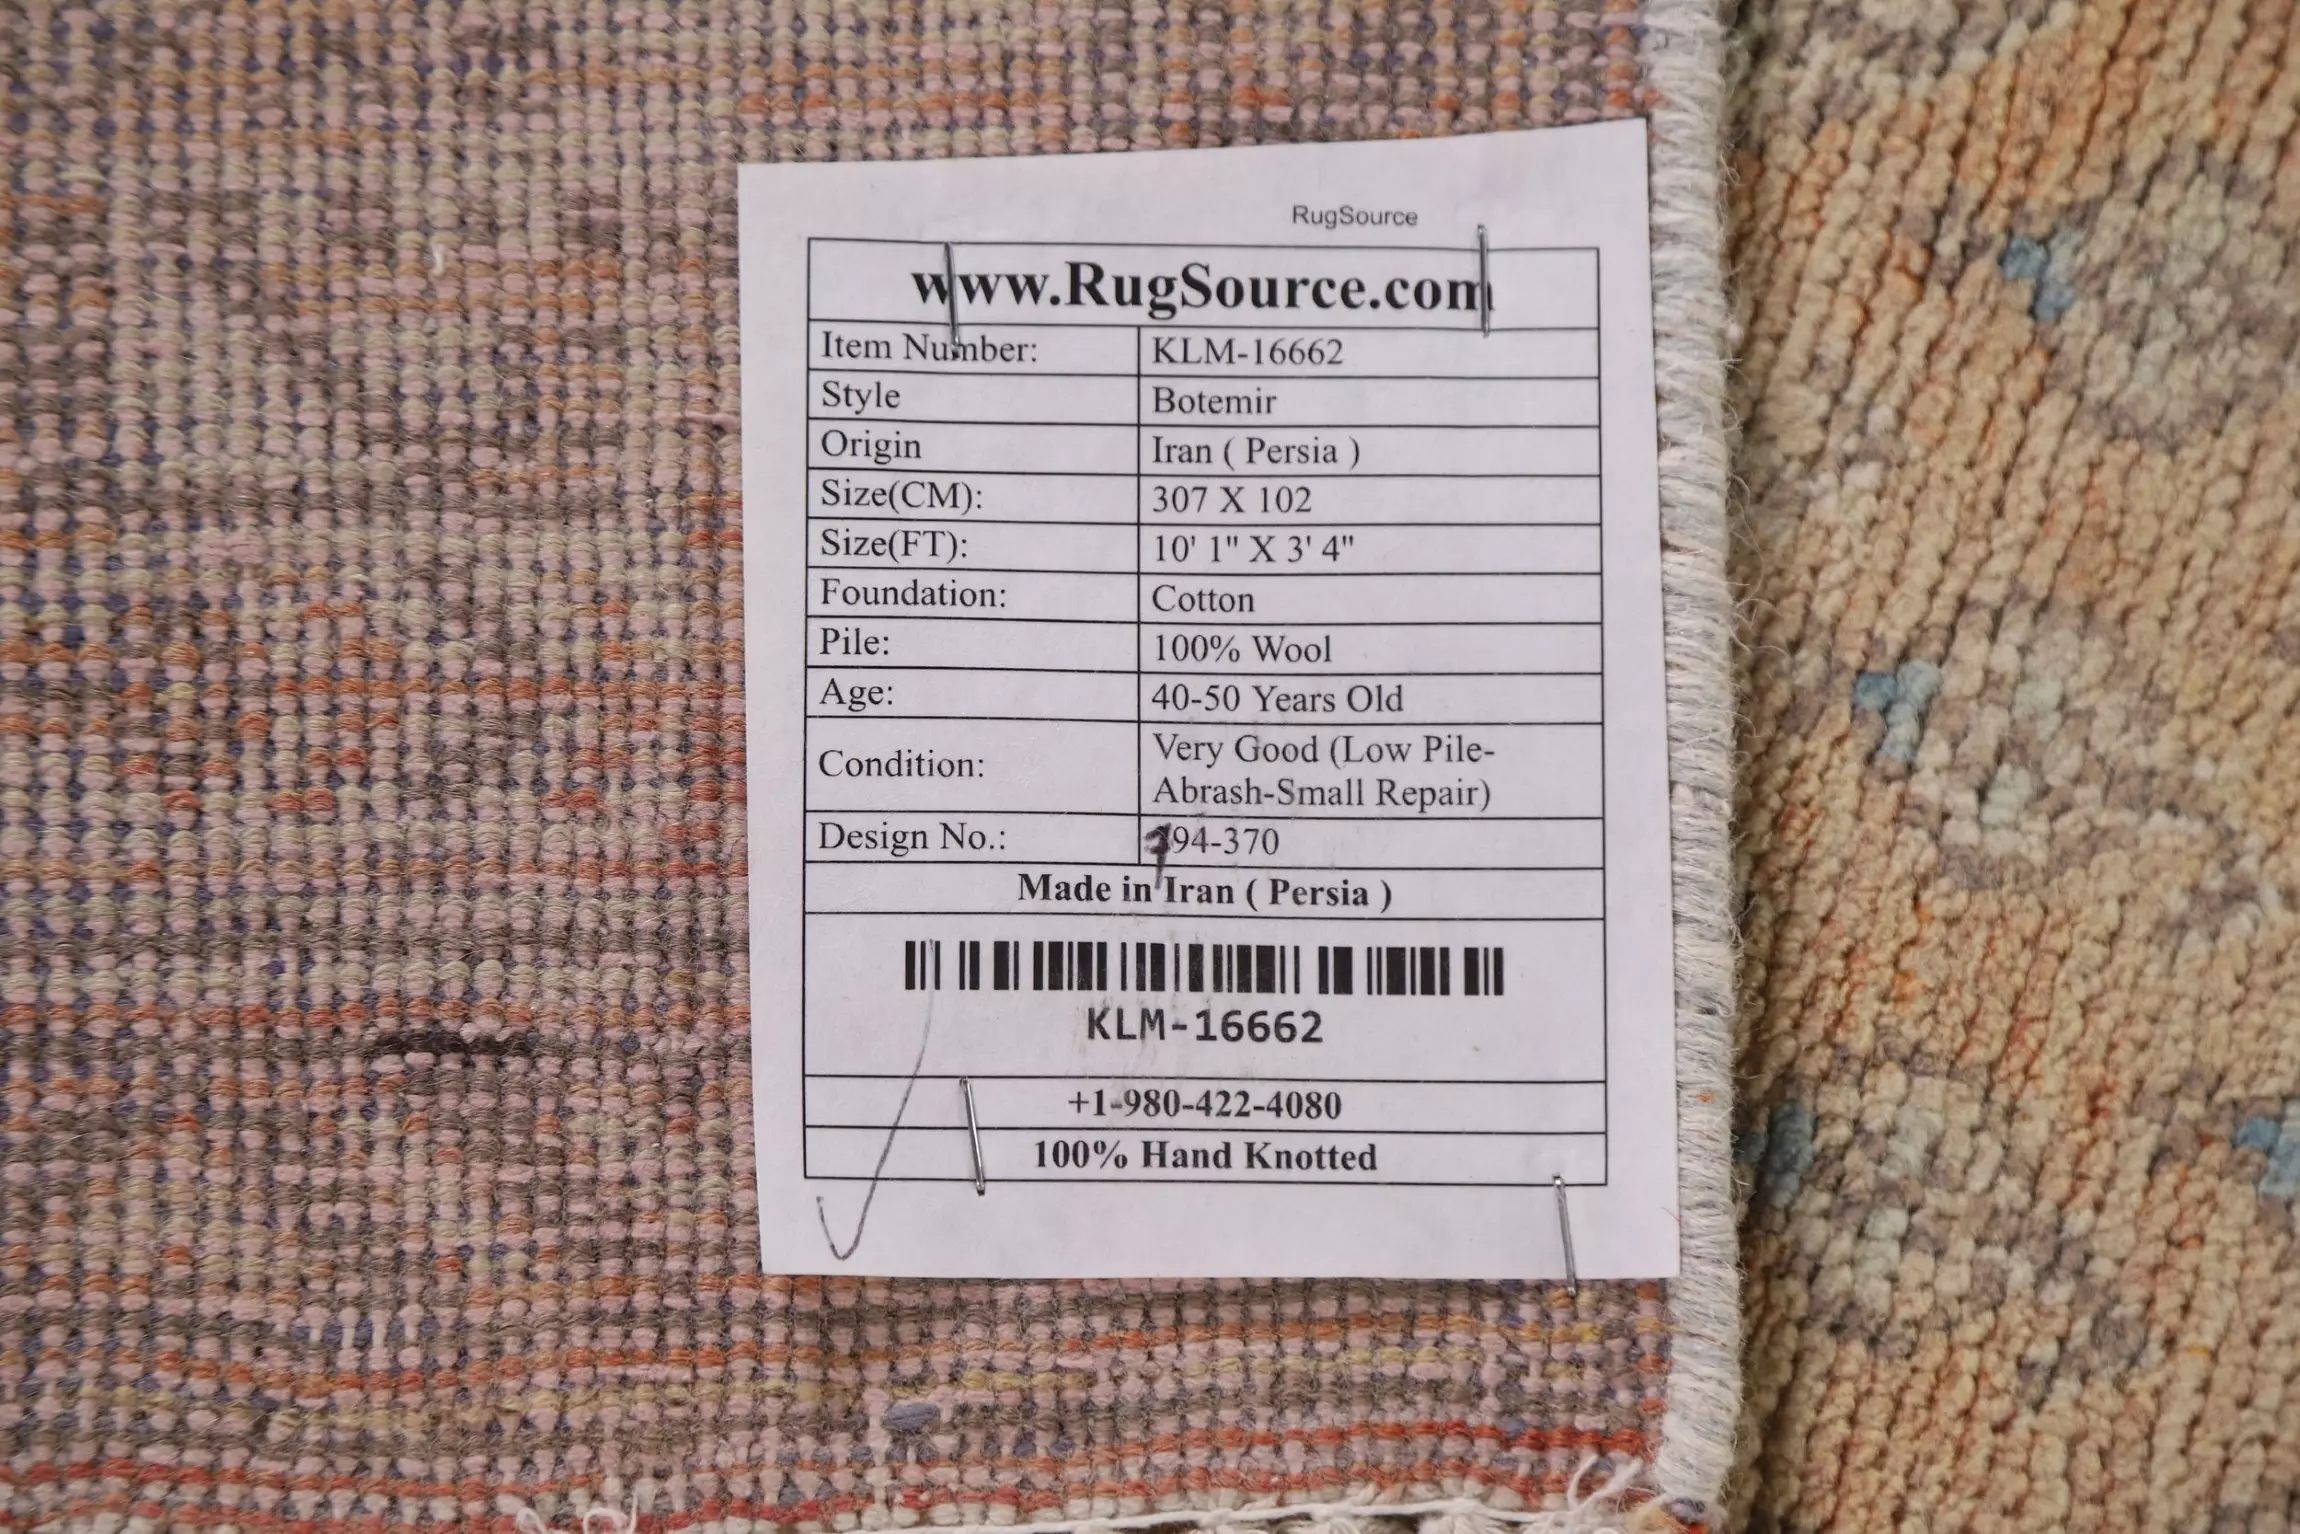 RugSource
www.RugSource.com
Item Number: KLM-16662
Style Botemir
Origin Iran ( Persia )
Size(CM): 307 X 102
Size(FT): 10' 1" X 3' 4"
Foundation: Cotton
Pile: 100% Wool
Age: 40-50 Years Old
Condition: Very Good (Low Pile-
Abrash-Small Repair)
Design No.: 94-370
Made in Iran ( Persia )
KLM-16662
+1-980-422-4080
100% Hand Knotted